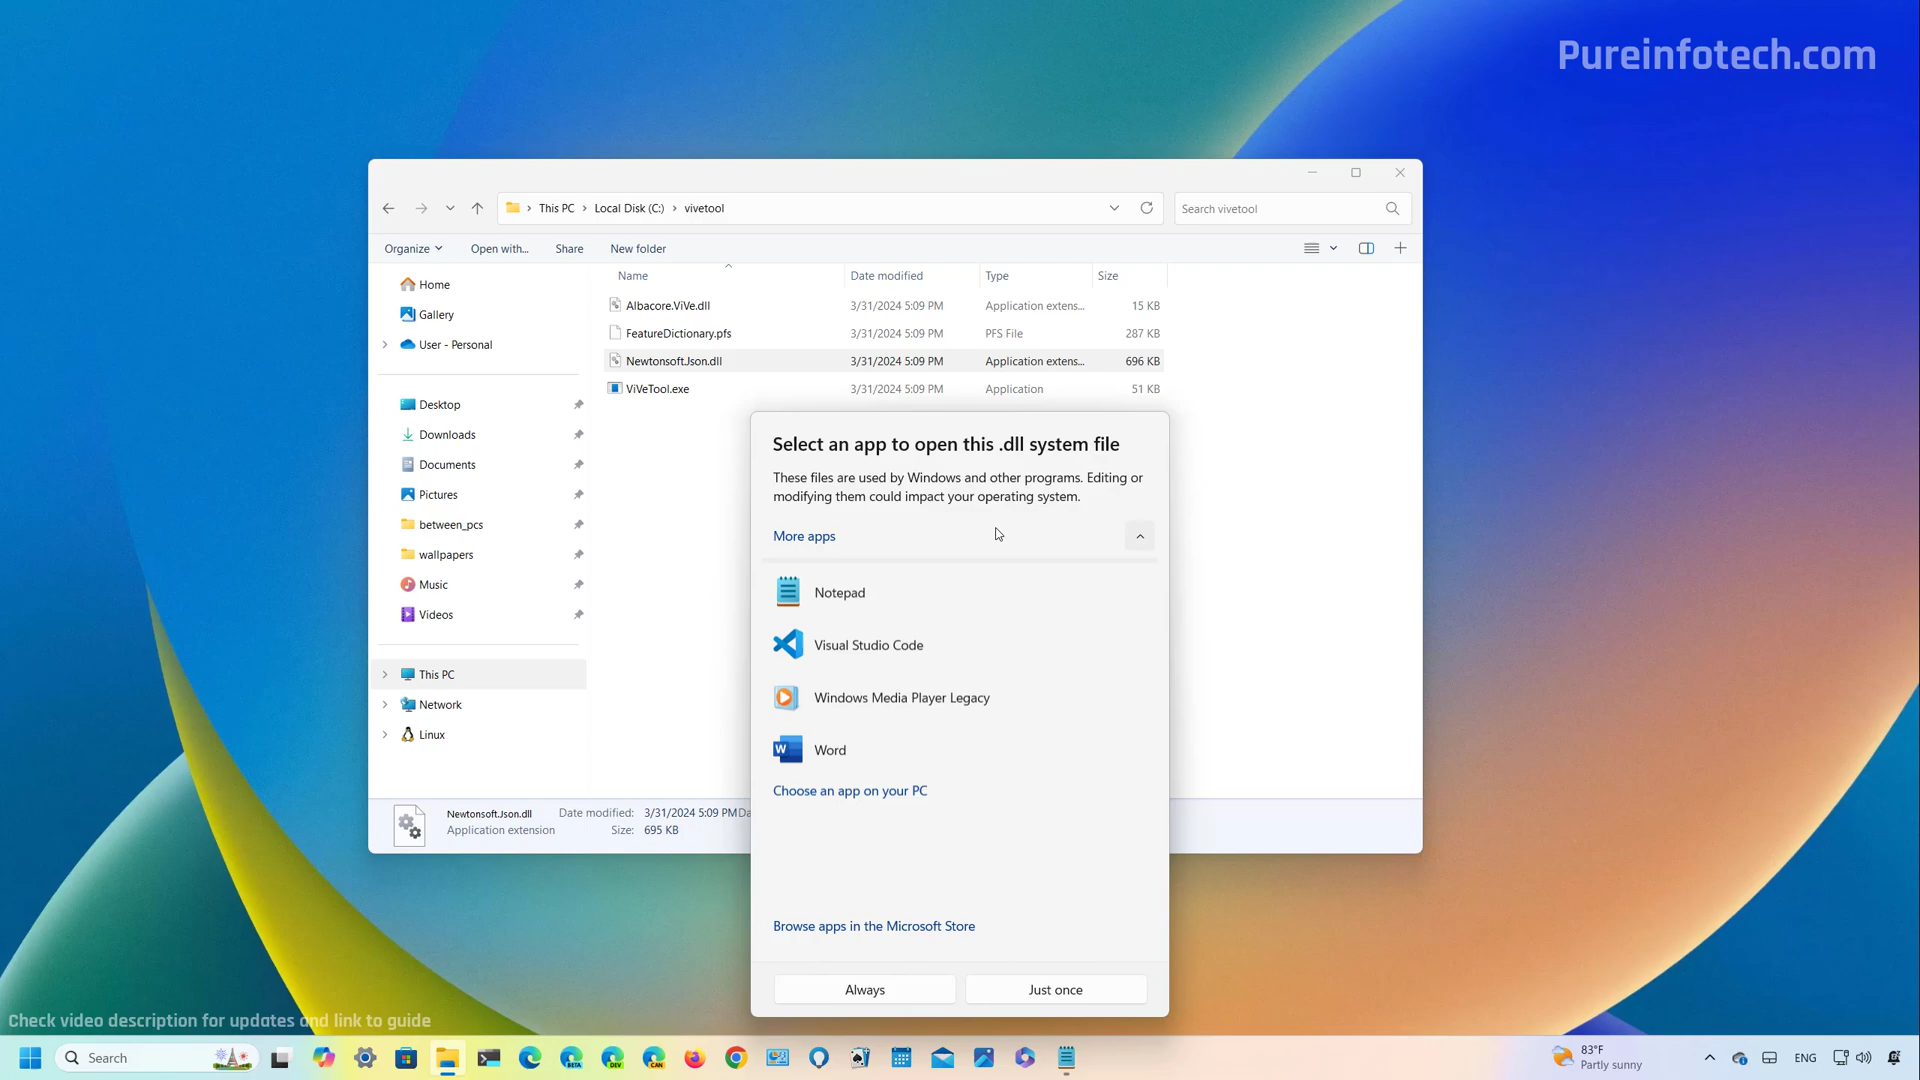 Pureinfotech.com
This PC
Local Disk (C:)
vivetool
Search vivetool
Organize
Open with...
Share
New folder
Name
Date modified
Type
Size
Albacore.ViVe.dll
3/31/2024 5:09 PM
Application extens...
15 KB
FeatureDictionary.pfs
3/31/2024 5:09 PM
PFS File
287 KB
Newtonsoft.Json.dll
3/31/2024 5:09 PM
Application extens...
696 KB
ViVeTool.exe
3/31/2024 5:09 PM
Application
51 KB
Home
Gallery
User - Personal
Desktop
Downloads
Documents
Pictures
between_pcs
wallpapers
Music
Videos
This PC
Network
Linux
Newtonsoft.Json.dll
Date modified:
3/31/2024 5:09 PM
Da
Application extension
Size:
695 KB
Select an app to open this .dll system file
These files are used by Windows and other programs. Editing or
modifying them could impact your operating system.
More apps
Notepad
Visual Studio Code
Windows Media Player Legacy
W
Word
Choose an app on your PC
Browse apps in the Microsoft Store
Always
Just once
Check video description for updates and link to guide
Search
BETA
DEV
CAN
83°F
Partly sunny
ENG